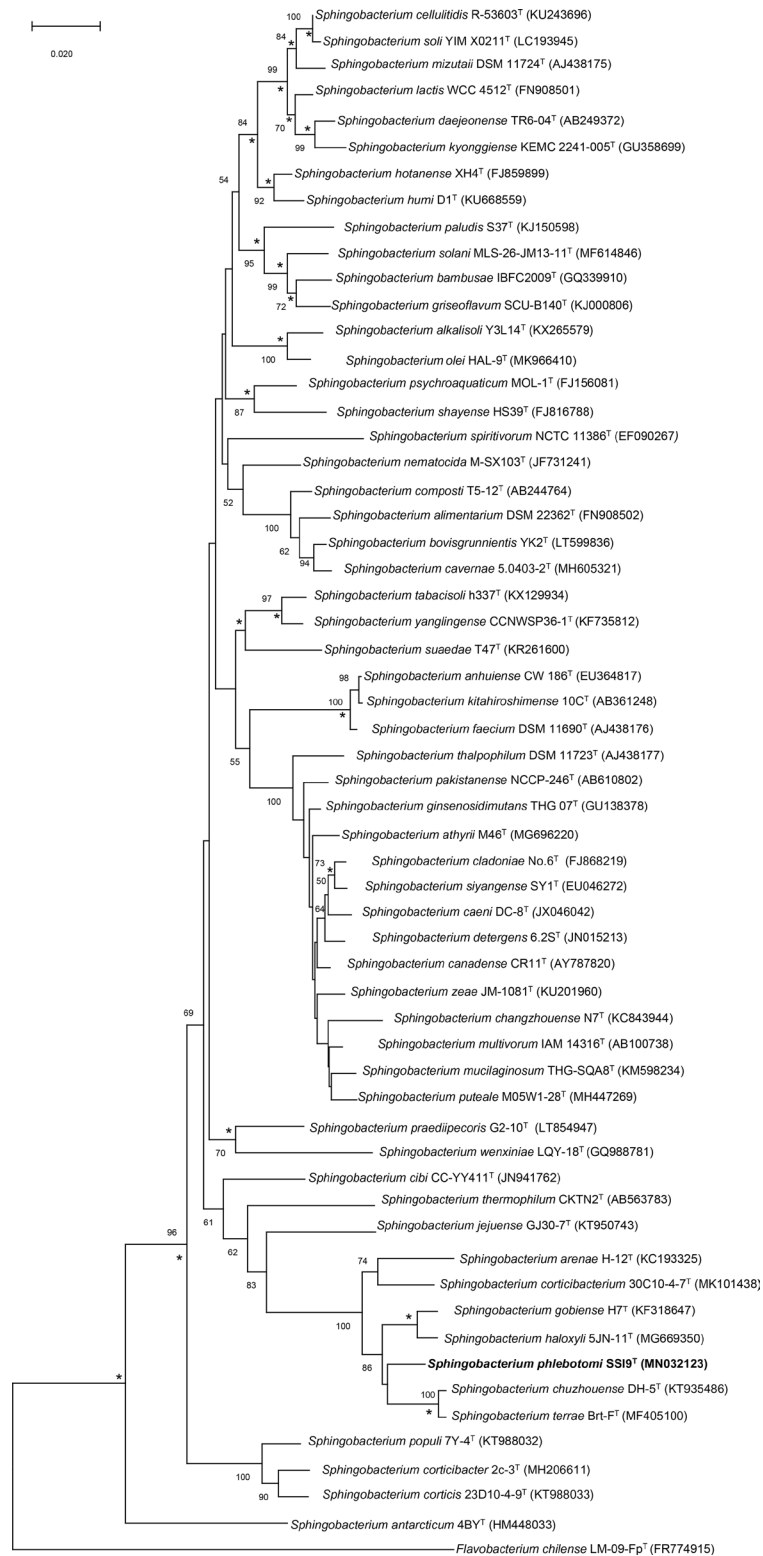 0.020
100
84
99
70
99
84
92
54
95
99
72
100
87
52
100
62
94
97
98
100
55
100
73
50
64
69
70
96
61
62
83
74
100
86
100
100
90
Sphingobacterium cellulitidis R-53603ᵀ (KU243696)
Sphingobacterium soli YIM X0211ᵀ (LC193945)
Sphingobacterium mizutaii DSM 11724ᵀ (AJ438175)
Sphingobacterium lactis WCC 4512ᵀ (FN908501)
Sphingobacterium daejeonense TR6-04ᵀ (AB249372)
Sphingobacterium kyonggiense KEMC 2241-005ᵀ (GU358699)
Sphingobacterium hotanense XH4ᵀ (FJ859899)
Sphingobacterium humi D1ᵀ (KU668559)
Sphingobacterium paludis S37ᵀ (KJ150598)
Sphingobacterium solani MLS-26-JM13-11ᵀ (MF614846)
Sphingobacterium bambusae IBFC2009ᵀ (GQ339910)
Sphingobacterium griseoflavum SCU-B140ᵀ (KJ000806)
Sphingobacterium alkalisoli Y3L14ᵀ (KX265579)
Sphingobacterium olei HAL-9ᵀ (MK966410)
Sphingobacterium psychroaquaticum MOL-1ᵀ (FJ156081)
Sphingobacterium shayense HS39ᵀ (FJ816788)
Sphingobacterium spiritivorum NCTC 11386ᵀ (EF090267)
Sphingobacterium nematocida M-SX103ᵀ (JF731241)
Sphingobacterium composti T5-12ᵀ (AB244764)
Sphingobacterium alimentarium DSM 22362ᵀ (FN908502)
Sphingobacterium bovisgrunnientis YK2ᵀ (LT599836)
Sphingobacterium cavernae 5.0403-2ᵀ (MH605321)
Sphingobacterium tabacisoli h337ᵀ (KX129934)
Sphingobacterium yanglingense CCNWSP36-1ᵀ (KF735812)
Sphingobacterium suaedae T47ᵀ (KR261600)
Sphingobacterium anhuiense CW 186ᵀ (EU364817)
Sphingobacterium kitahiroshimense 10Cᵀ (AB361248)
Sphingobacterium faecium DSM 11690ᵀ (AJ438176)
Sphingobacterium thalpophilum DSM 11723ᵀ (AJ438177)
Sphingobacterium pakistanense NCCP-246ᵀ (AB610802)
Sphingobacterium ginsenosidimutans THG 07ᵀ (GU138378)
Sphingobacterium athyrii M46ᵀ (MG696220)
Sphingobacterium cladoniae No.6ᵀ (FJ868219)
Sphingobacterium siyangense SY1ᵀ (EU046272)
Sphingobacterium caeni DC-8ᵀ (JX046042)
Sphingobacterium detergens 6.2Sᵀ (JN015213)
Sphingobacterium canadense CR11ᵀ (AY787820)
Sphingobacterium zeae JM-1081ᵀ (KU201960)
Sphingobacterium changzhouense N7ᵀ (KC843944)
Sphingobacterium multivorum IAM 14316ᵀ (AB100738)
Sphingobacterium mucilaginosum THG-SQA8ᵀ (KM598234)
Sphingobacterium puteale M05W1-28ᵀ (MH447269)
Sphingobacterium praediipecoris G2-10ᵀ (LT854947)
Sphingobacterium wenxiniae LQY-18ᵀ (GQ988781)
Sphingobacterium cibi CC-YY411ᵀ (JN941762)
Sphingobacterium thermophilum CKTN2ᵀ (AB563783)
Sphingobacterium jejuense GJ30-7ᵀ (KT950743)
Sphingobacterium arenae H-12ᵀ (KC193325)
Sphingobacterium corticibacterium 30C10-4-7ᵀ (MK101438)
Sphingobacterium gobiense H7ᵀ (KF318647)
Sphingobacterium haloxyli 5JN-11ᵀ (MG669350)
Sphingobacterium phlebotomi SSI9ᵀ (MN032123)
Sphingobacterium chuzhouense DH-5ᵀ (KT935486)
Sphingobacterium terrae Brt-Fᵀ (MF405100)
Sphingobacterium populi 7Y-4ᵀ (KT988032)
Sphingobacterium corticibacter 2c-3ᵀ (MH206611)
Sphingobacterium corticis 23D10-4-9ᵀ (KT988033)
Sphingobacterium antarcticum 4BYᵀ (HM448033)
Flavobacterium chilense LM-09-Fpᵀ (FR774915)